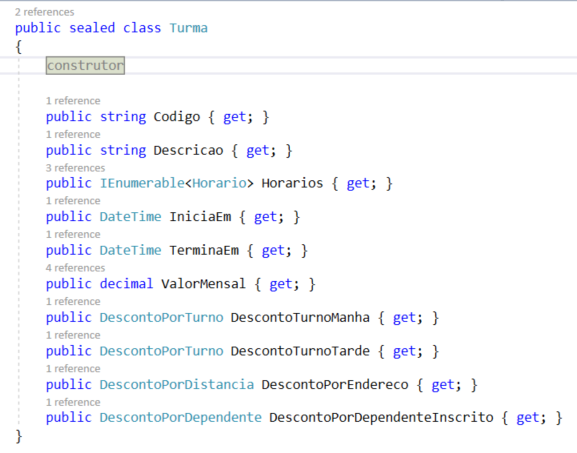 2 references
public sealed class Turma
{
construtor
1 reference
public string Codigo { get; }
1 reference
public string Descricao { get; }
3 references
public IEnumerable<Horario> Horarios { get; }
1 reference
public DateTime IniciaEm { get; }
1 reference
public DateTime TerminaEm { get; }
4 references
public decimal ValorMensal { get; }
1 reference
public DescontoPorTurno DescontoTurnoManha { get; }
1 reference
public DescontoPorTurno DescontoTurnoTarde { get; }
1 reference
public DescontoPorDistancia DescontoPorEndereco { get; }
1 reference
public DescontoPorDependente DescontoPorDependenteInscrito { get; }
}